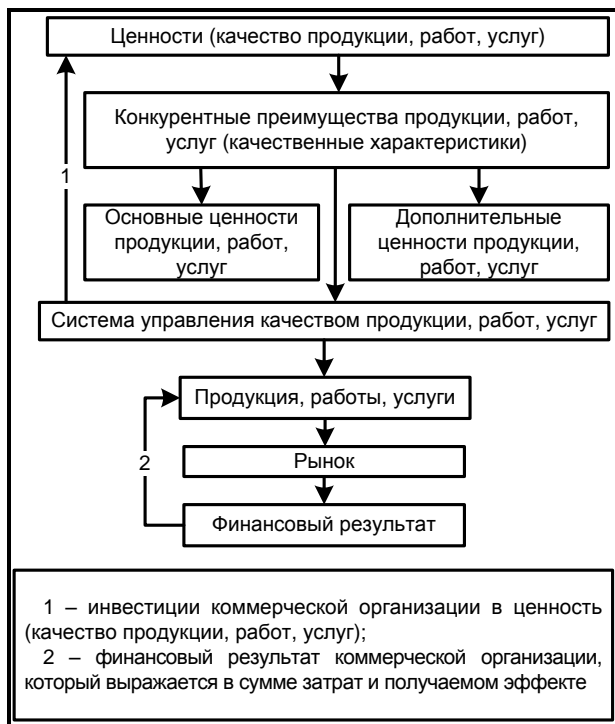 Ценности (качество продукции, работ, услуг)
Конкурентные преимущества продукции, работ,
услуг (качественные характеристики)
1
Основные ценности
продукции, работ,
услуг
Дополнительные
ценности продукции,
работ, услуг
Система управления качеством продукции, работ, услуг
Продукция, работы, услуги
2
Рынок
Финансовый результат
1 – инвестиции коммерческой организации в ценность
(качество продукции, работ, услуг);
2 – финансовый результат коммерческой организации,
который выражается в сумме затрат и получаемом эффекте